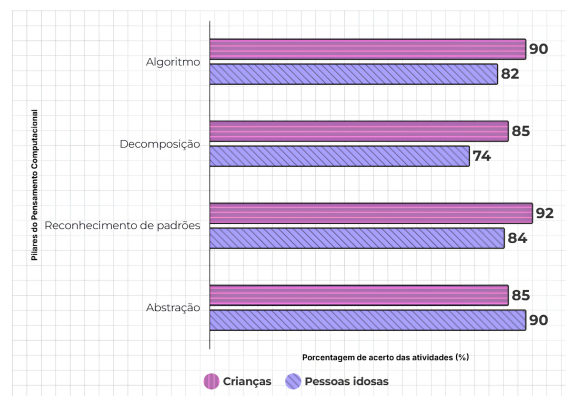 Pilares do Pensamento Computacional
Algoritmo
90
82
Decomposição
85
74
Reconhecimento de padrões
92
84
Abstração
85
90
Porcentagem de acerto das atividades (%)
Crianças
Pessoas idosas